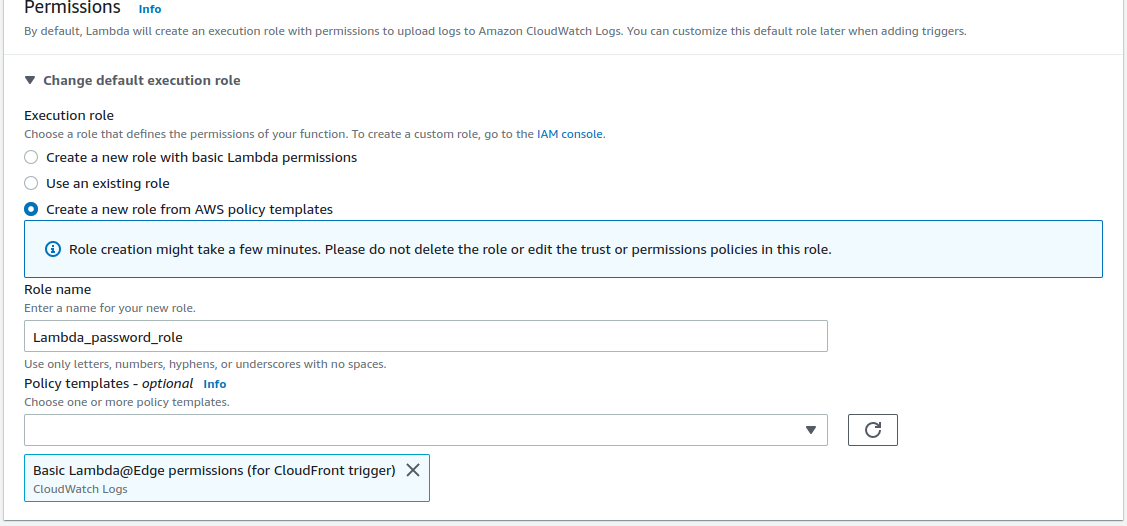 Permissions Info
By default, Lambda will create an execution role with permissions to upload logs to Amazon CloudWatch Logs. You can customize this default role later when adding triggers.
Change default execution role
Execution role
Choose a role that defines the permissions of your function. To create a custom role, go to the IAM console.
Create a new role with basic Lambda permissions
Use an existing role
Create a new role from AWS policy templates
Role creation might take a few minutes. Please do not delete the role or edit the trust or permissions policies in this role.
Role name
Enter a name for your new role.
Lambda_password_role
Use only letters, numbers, hyphens, or underscores with no spaces.
Policy templates - optional Info
Choose one or more policy templates.
Basic Lambda@Edge permissions (for CloudFront trigger)
CloudWatch Logs